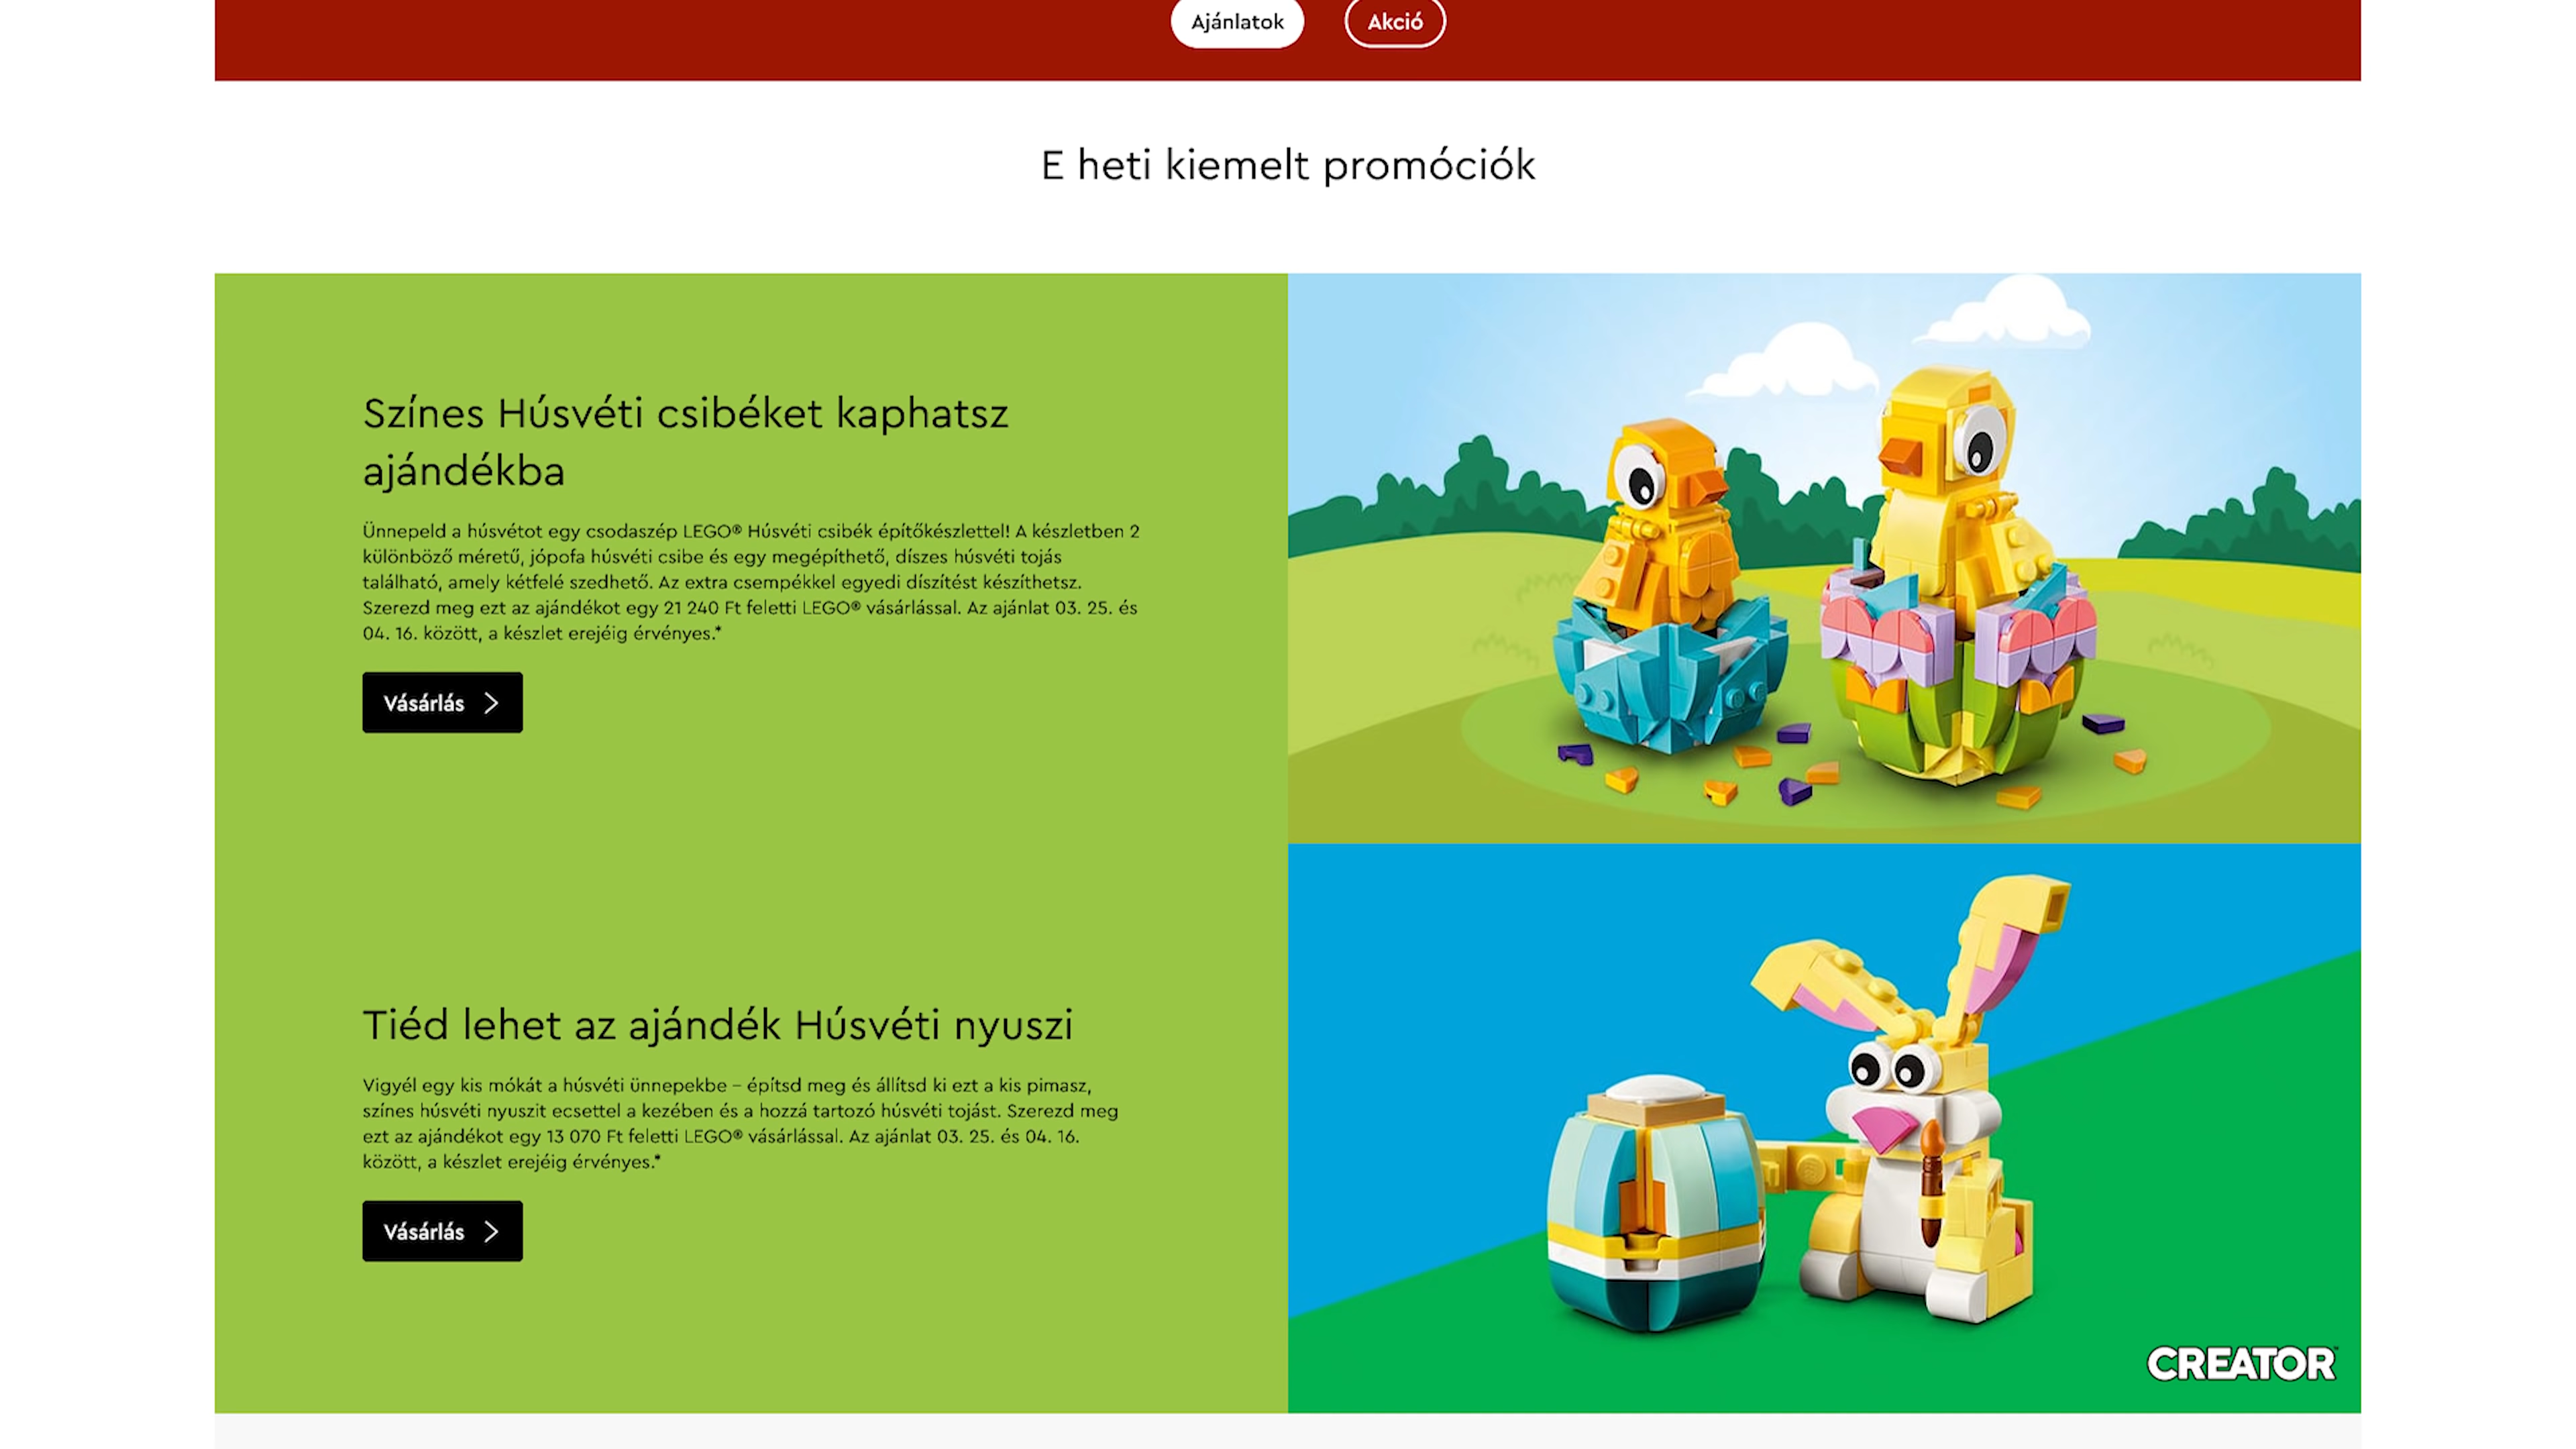 Ajánlatok
Akció
E heti kiemelt promóciók
Színes Húsvéti csibéket kaphatsz
ajándékba
Ünnepeld a húsvétot egy csodaszép LEGO® Húsvéti csibék építőkészlettel! A készletben 2
különböző méretű, jópofa húsvéti csibe és egy megépíthető, díszes húsvéti tojás
található, amely kétfelé szedhető. Az extra csempékkel egyedi díszítést készíthetsz.
Szerezd meg ezt az ajándékot egy 21 240 Ft feletti LEGO® vásárlással. Az ajánlat 03. 25. és
04. 16. között, a készlet erejéig érvényes.*
Vásárlás
Tiéd lehet az ajándék Húsvéti nyuszi
Vigyél egy kis mókát a húsvéti ünnepekbe – építsd meg és állítsd ki ezt a kis pimasz,
színes húsvéti nyuszit ecsettel a kezében és a hozzá tartozó húsvéti tojást. Szerezd meg
ezt az ajándékot egy 13 070 Ft feletti LEGO® vásárlással. Az ajánlat 03. 25. és 04. 16.
között, a készlet erejéig érvényes.*
Vásárlás
CREATOR